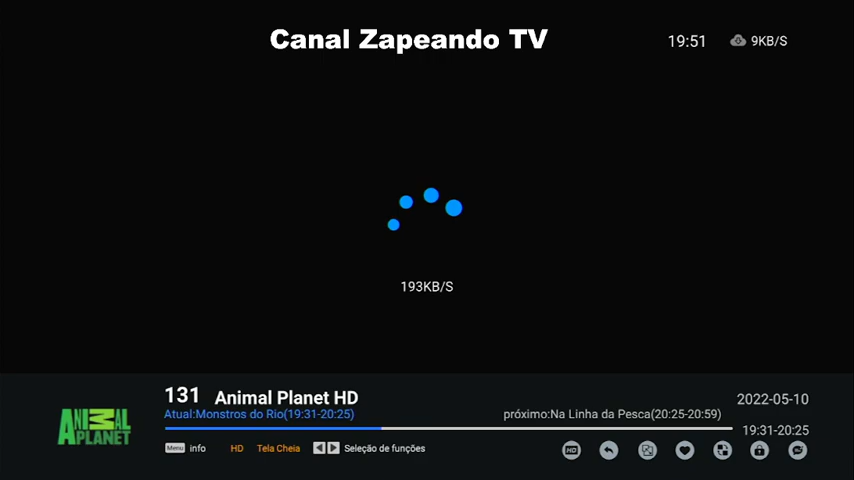 Canal Zapeando TV
19:51
9KB/S
193KB/S
131 Animal Planet HD
2022-05-10
Atual:Monstros do Rio(19:31-20:25)
próximo:Na Linha da Pesca(20:25-20:59)
19:31-20:25
ANIMAL
PLANET
Menu info HD Tela Cheia Seleção de funções
HD